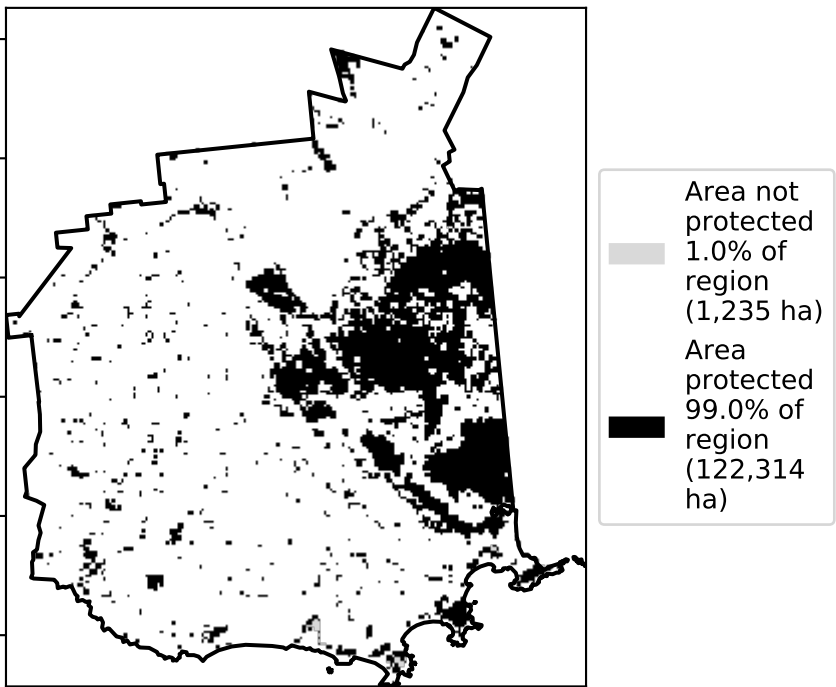 Area not
protected
1.0% of
region
(1,235 ha)
Area
protected
99.0% of
region
(122,314
ha)